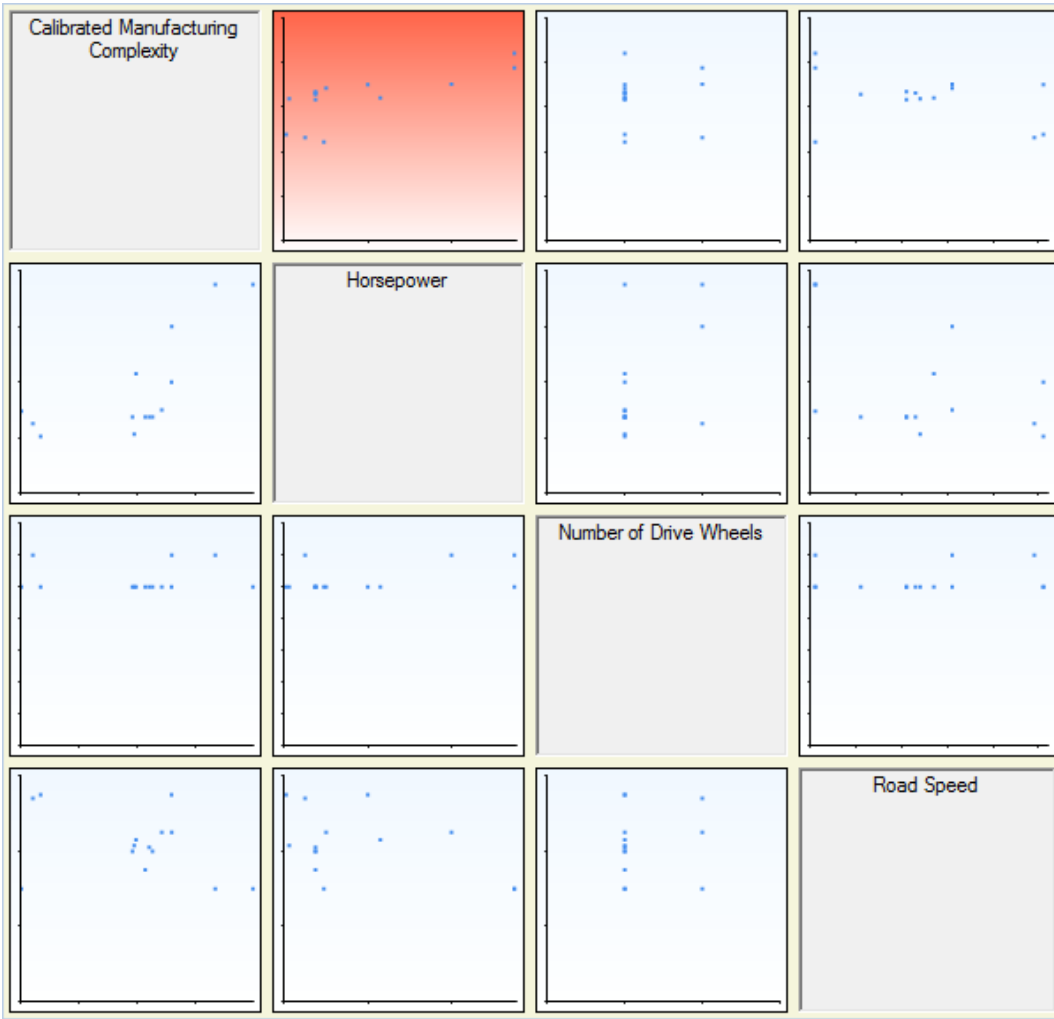 Calibrated Manufacturing
Complexity
Horsepower
Number of Drive Wheels
Road Speed